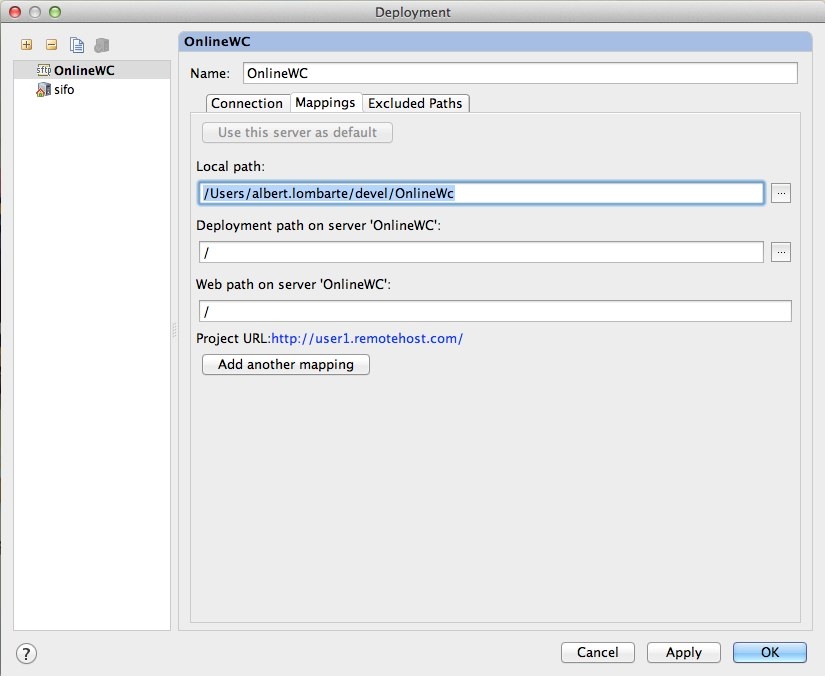 Deployment
OnlineWC
sftp OnlineWC
sifo
Name: OnlineWC
Connection Mappings Excluded Paths
Use this server as default
Local path:
/Users/albert.lombarte/devel/OnlineWc
...
Deployment path on server 'OnlineWC':
/
...
Web path on server 'OnlineWC':
/
Project URL:http://user1.remotehost.com/
Add another mapping
? Cancel Apply OK